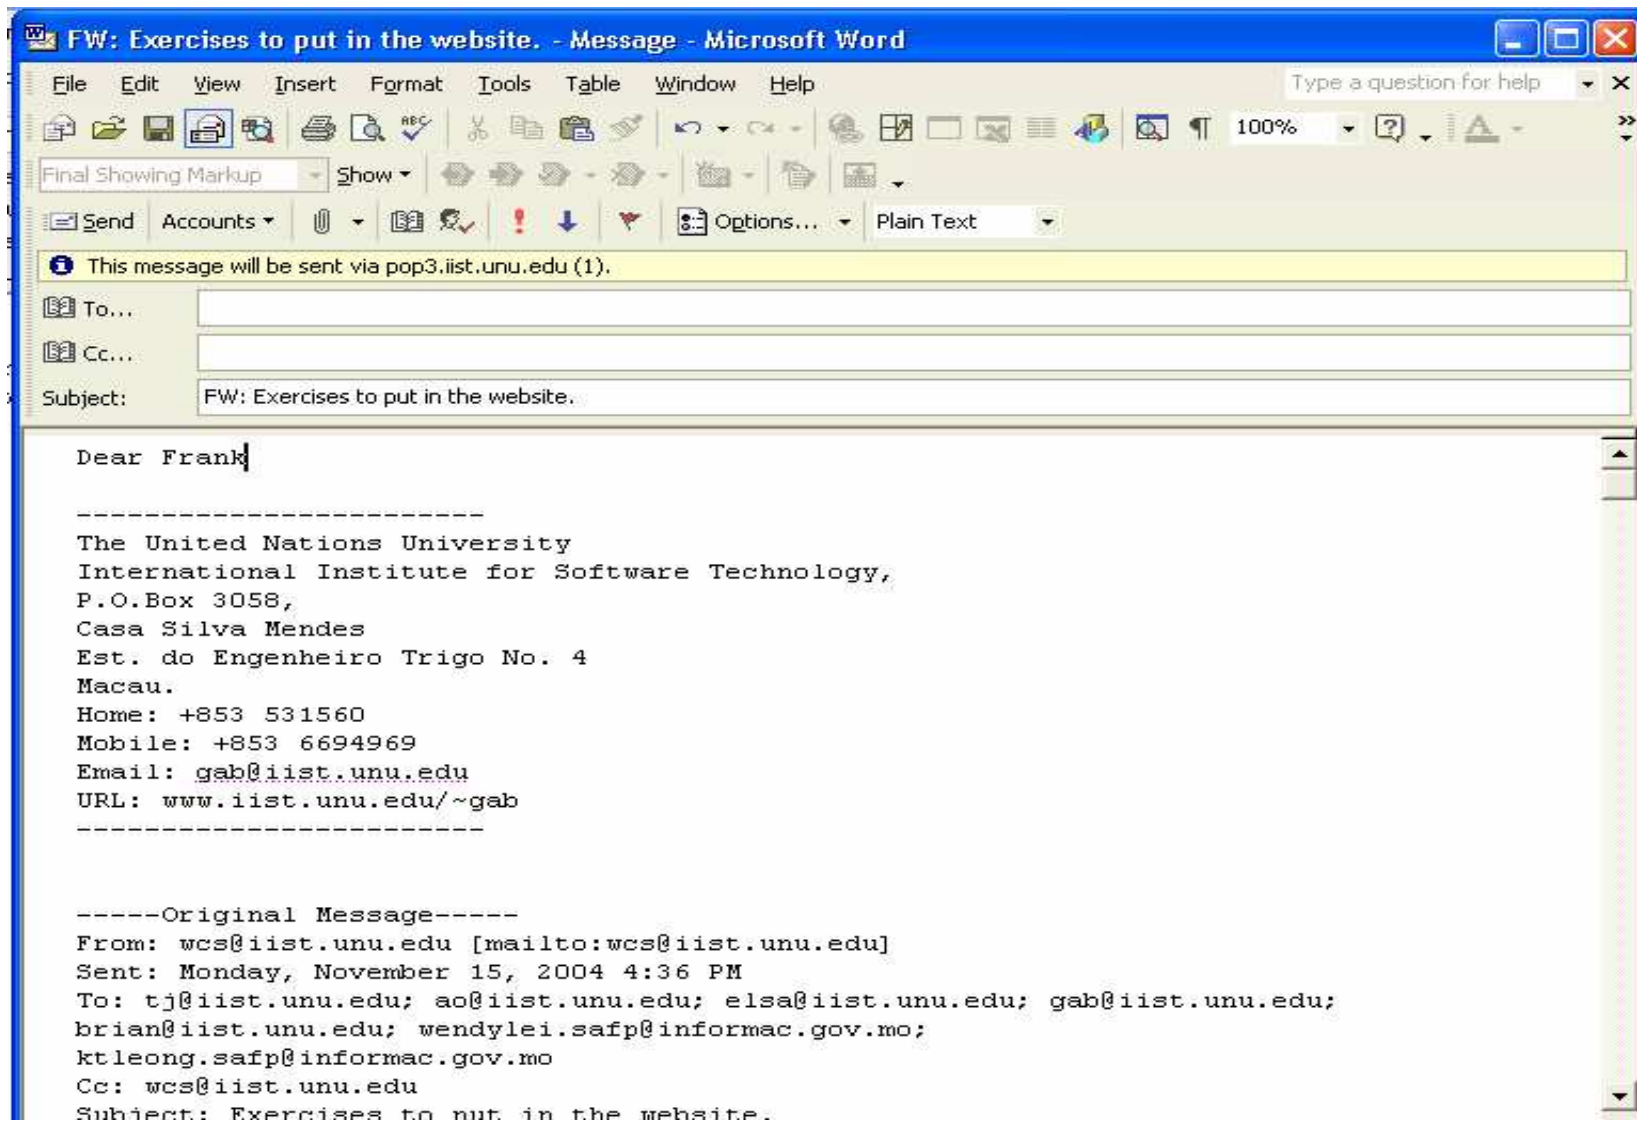 FW: Exercises to put in the website. - Message - Microsoft Word
File Edit View Insert Format Tools Table Window Help Type a question for help
ABC 100%
Final Showing Markup Show
Send Accounts Options... Plain Text
This message will be sent via pop3.iist.unu.edu (1).
To...
Cc...
Subject: FW: Exercises to put in the website.
Dear Frank
------------------------
The United Nations University
International Institute for Software Technology,
P.O.Box 3058,
Casa Silva Mendes
Est. do Engenheiro Trigo No. 4
Macau.
Home: +853 531560
Mobile: +853 6694969
Email: gab@iist.unu.edu
URL: www.iist.unu.edu/~gab
------------------------
-----Original Message-----
From: wcs@iist.unu.edu [mailto:wcs@iist.unu.edu]
Sent: Monday, November 15, 2004 4:36 PM
To: tj@iist.unu.edu; ao@iist.unu.edu; elsa@iist.unu.edu; gab@iist.unu.edu;
brian@iist.unu.edu; wendylei.safp@informac.gov.mo;
ktleong.safp@informac.gov.mo
Cc: wcs@iist.unu.edu
Subject: Exercises to put in the website.